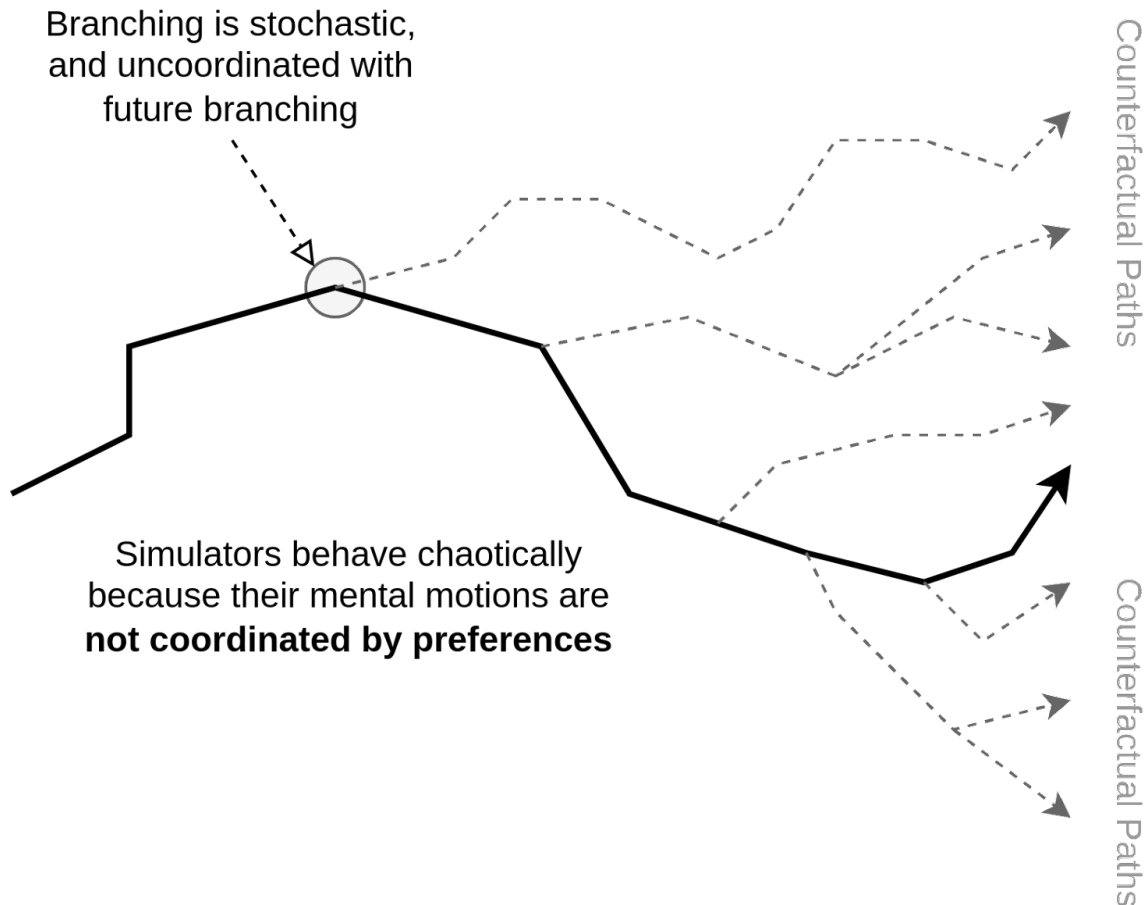 Branching is stochastic,
and uncoordinated with
future branching
Counterfactual Paths
Simulators behave chaotically
because their mental motions are
not coordinated by preferences
Counterfactual Paths